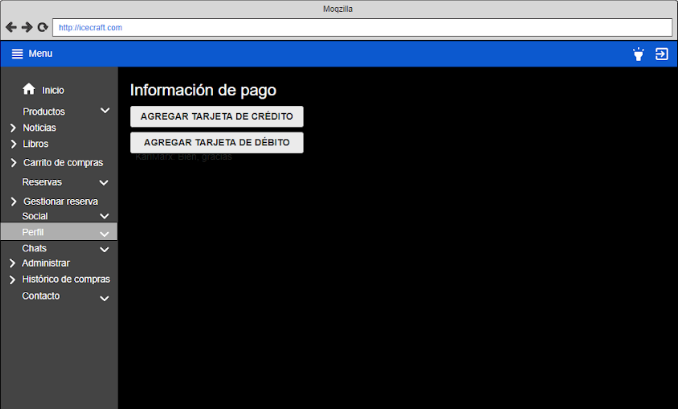 Moqzilla
http://icecraft.com
Menu
Inicio
Productos
Noticias
Libros
Carrito de compras
Reservas
Gestionar reserva
Social
Perfil
Chats
Administrar
Histórico de compras
Contacto
Información de pago
AGREGAR TARJETA DE CRÉDITO
AGREGAR TARJETA DE DÉBITO
Bien, gracias